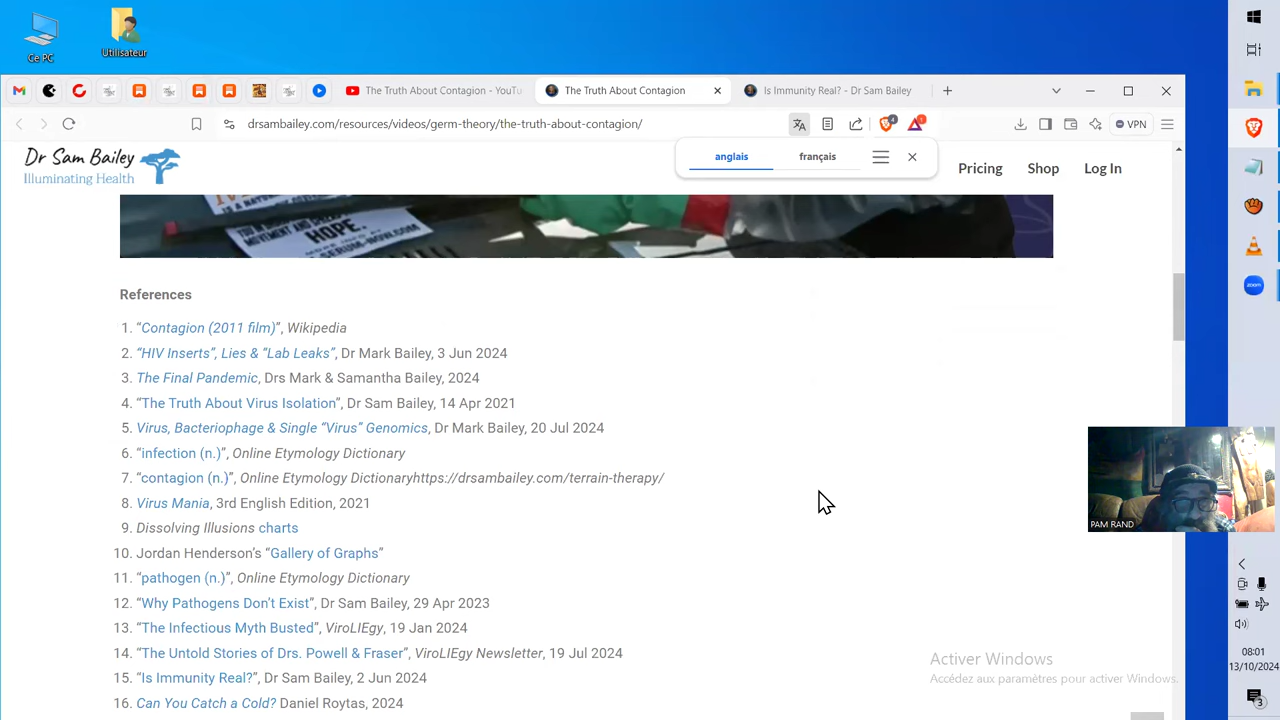 Ce PC
Utilisateur
The Truth About Contagion - YouTu
The Truth About Contagion
Is Immunity Real? - Dr Sam Bailey
drsambailey.com/resources/videos/germ-theory/the-truth-about-contagion/
4
1
VPN
anglais
français
Dr Sam Bailey
Illuminating Health
Pricing
Shop
Log In
MOVEMENT AND
HOPE.
References
1. “Contagion (2011 film)”, Wikipedia
2. “HIV Inserts”, Lies & “Lab Leaks”, Dr Mark Bailey, 3 Jun 2024
3. The Final Pandemic, Drs Mark & Samantha Bailey, 2024
4. “The Truth About Virus Isolation”, Dr Sam Bailey, 14 Apr 2021
5. Virus, Bacteriophage & Single “Virus” Genomics, Dr Mark Bailey, 20 Jul 2024
6. “infection (n.)”, Online Etymology Dictionary
7. “contagion (n.)”, Online Etymology Dictionaryhttps://drsambailey.com/terrain-therapy/
8. Virus Mania, 3rd English Edition, 2021
9. Dissolving Illusions charts
10. Jordan Henderson’s “Gallery of Graphs”
11. “pathogen (n.)”, Online Etymology Dictionary
12. “Why Pathogens Don’t Exist”, Dr Sam Bailey, 29 Apr 2023
13. “The Infectious Myth Busted”, ViroLIEgy, 19 Jan 2024
14. “The Untold Stories of Drs. Powell & Fraser”, ViroLIEgy Newsletter, 19 Jul 2024
15. “Is Immunity Real?”, Dr Sam Bailey, 2 Jun 2024
16. Can You Catch a Cold? Daniel Roytas, 2024
PAM RAND
zoom
Activer Windows
Accédez aux paramètres pour activer Windows.
08:01
13/10/2024
3